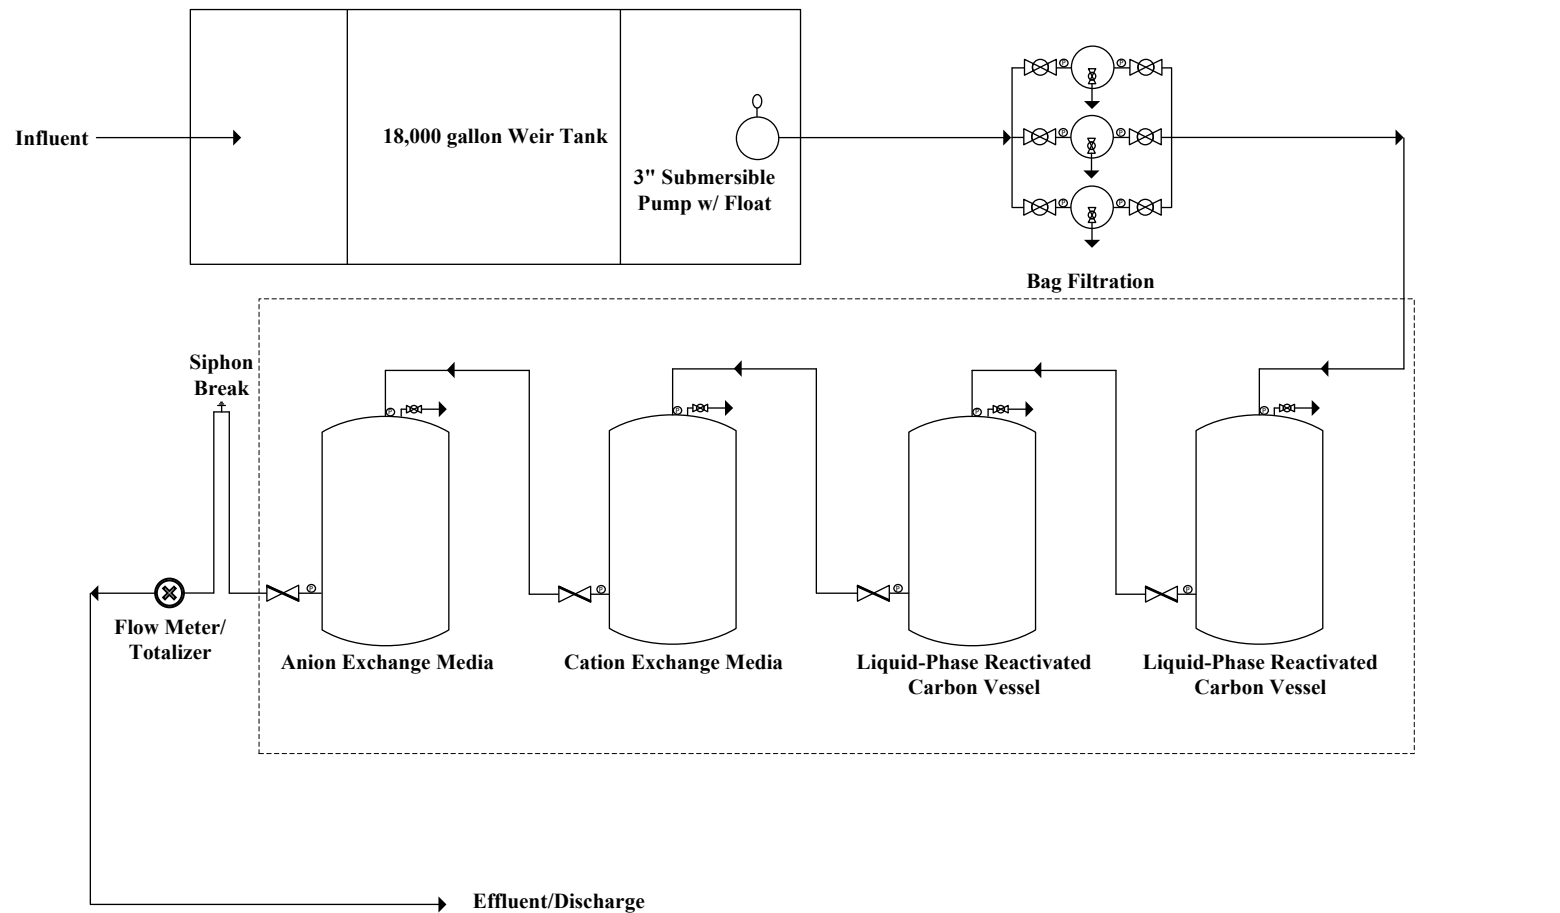 Influent
18,000 gallon Weir Tank
3" Submersible
Pump w/ Float
P
P
P
P
P
P
Bag Filtration
Siphon
Break
P
P
P
P
P
P
P
P
Flow Meter/
Totalizer
Anion Exchange Media
Cation Exchange Media
Liquid-Phase Reactivated
Carbon Vessel
Liquid-Phase Reactivated
Carbon Vessel
Effluent/Discharge